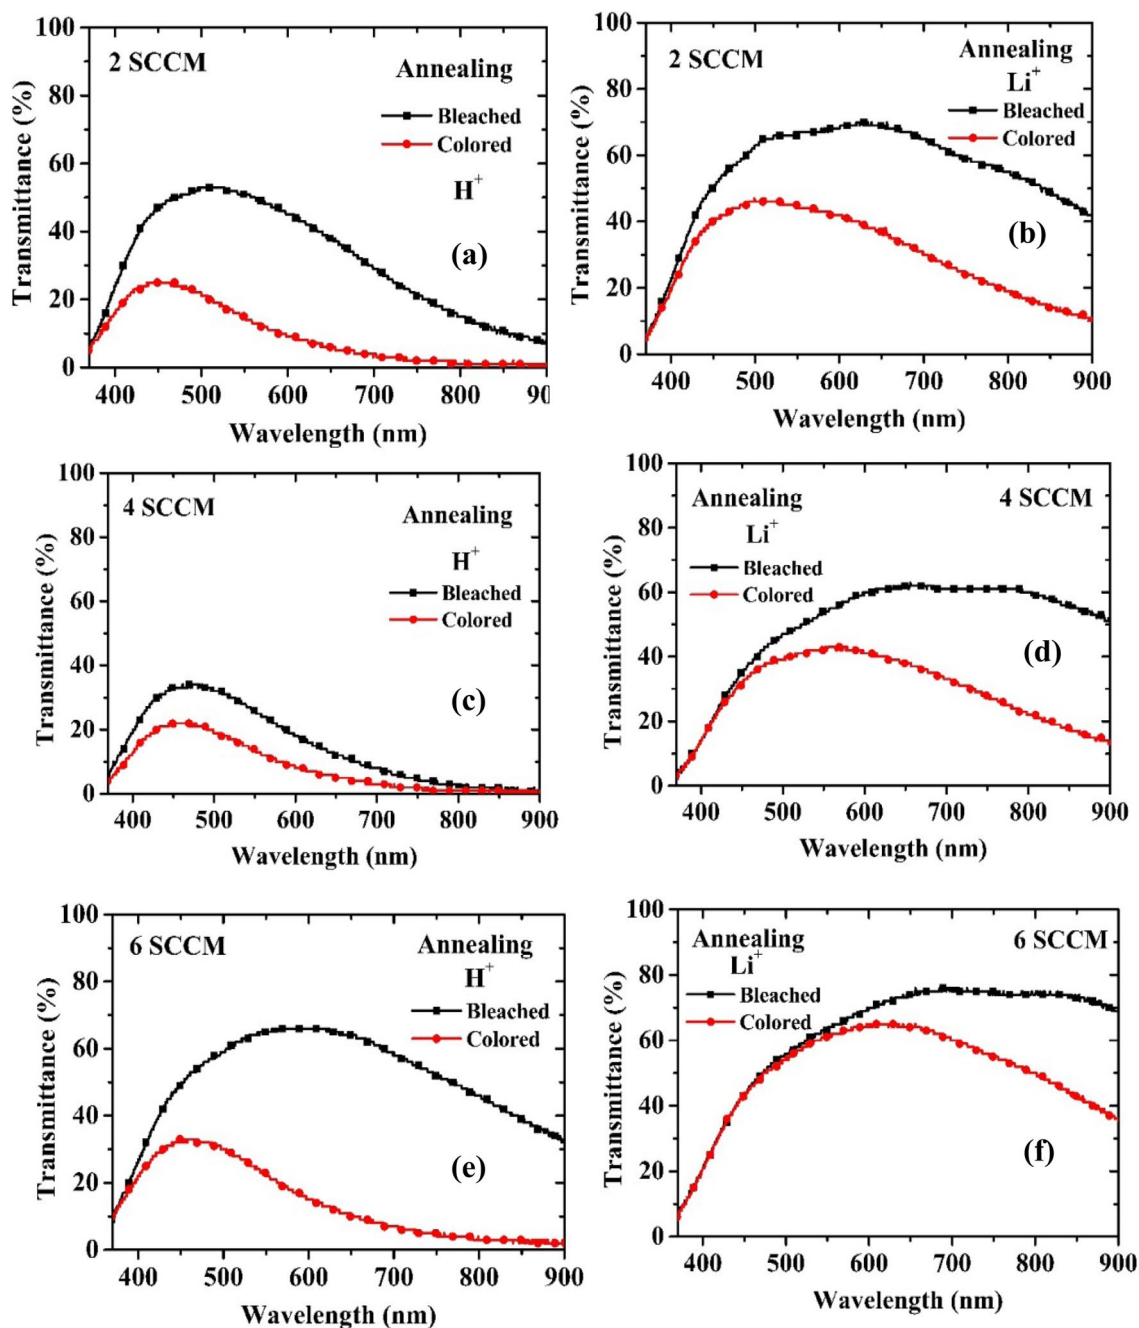 100
80
60
40
20
0
Transmittance (%)
2 SCCM
Annealing
Bleached
Colored
H⁺
(a)
400 500 600 700 800 900
Wavelength (nm)
100
80
60
40
20
0
Transmittance (%)
2 SCCM
Annealing
Li⁺
Bleached
Colored
(b)
400 500 600 700 800 900
Wavelength (nm)
100
80
60
40
20
0
Transmittance (%)
4 SCCM
Annealing
H⁺
Bleached
Colored
(c)
400 500 600 700 800 900
Wavelength (nm)
100
80
60
40
20
0
Transmittance (%)
Annealing 4 SCCM
Li⁺
Bleached
Colored
(d)
400 500 600 700 800 900
Wavelength (nm)
100
80
60
40
20
0
Transmittance (%)
6 SCCM Annealing
H⁺
Bleached
Colored
(e)
400 500 600 700 800 900
Wavelength (nm)
100
80
60
40
20
0
Transmittance (%)
Annealing 6 SCCM
Li⁺
Bleached
Colored
(f)
400 500 600 700 800 900
Wavelength (nm)